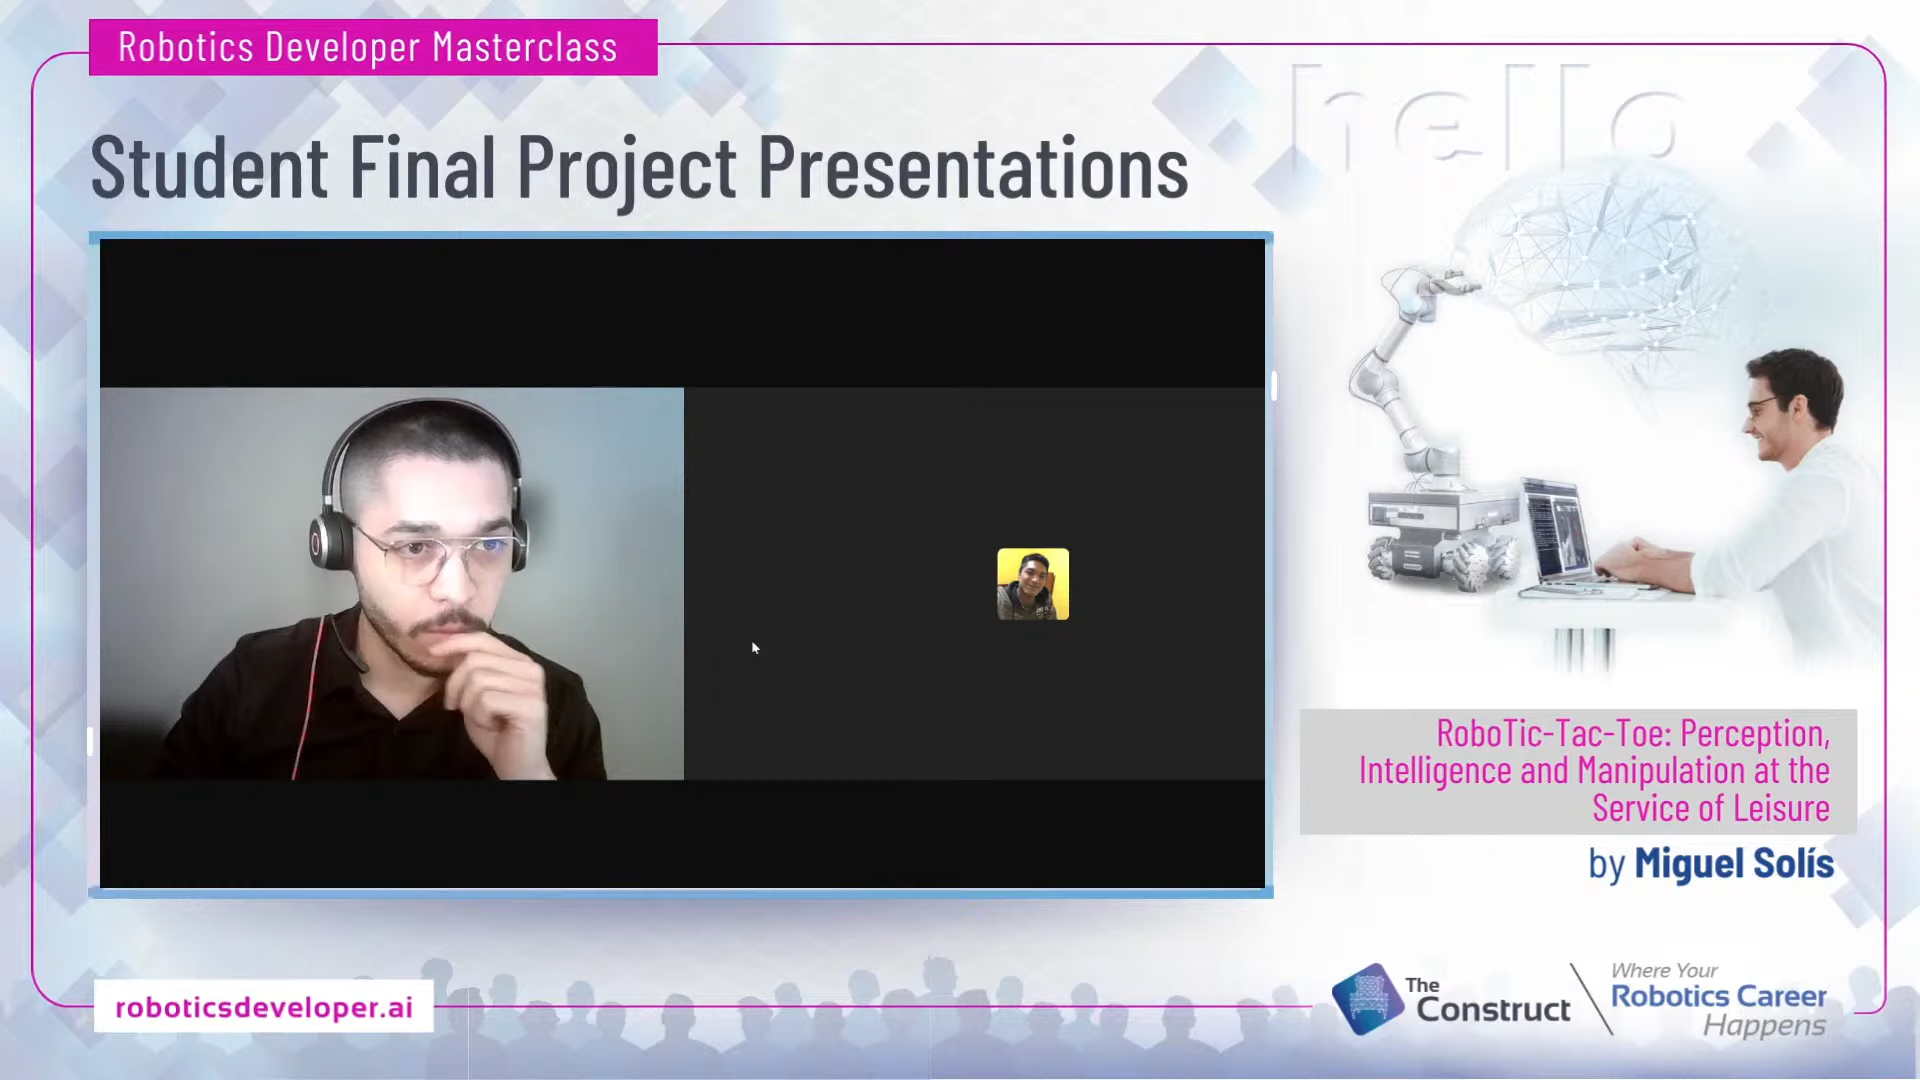 Robotics Developer Masterclass
hello
Student Final Project Presentations
RoboTic-Tac-Toe: Perception,
Intelligence and Manipulation at the
Service of Leisure
by Miguel Solís
roboticsdeveloper.ai
The
Construct
Where Your
Robotics Career
Happens